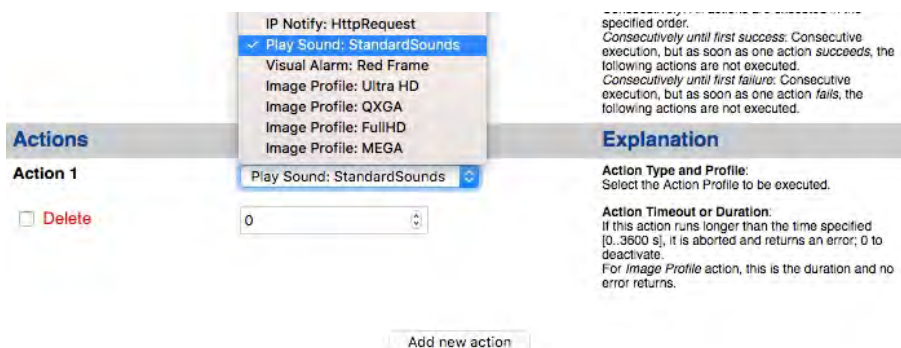 IP Notify: HttpRequest
✓ Play Sound: StandardSounds
Visual Alarm: Red Frame
Image Profile: Ultra HD
Image Profile: QXGA
Image Profile: FullHD
Image Profile: MEGA
specified order.
Consecutively until first success: Consecutive
execution, but as soon as one action succeeds, the
following actions are not executed.
Consecutively until first failure: Consecutive
execution, but as soon as one action fails, the
following actions are not executed.
Actions
Explanation
Action 1
Play Sound: StandardSounds
Action Type and Profile:
Select the Action Profile to be executed.
Delete
0
Action Timeout or Duration:
If this action runs longer than the time specified
[0..3600 s], it is aborted and returns an error; 0 to
deactivate.
For Image Profile action, this is the duration and no
error returns.
Add new action